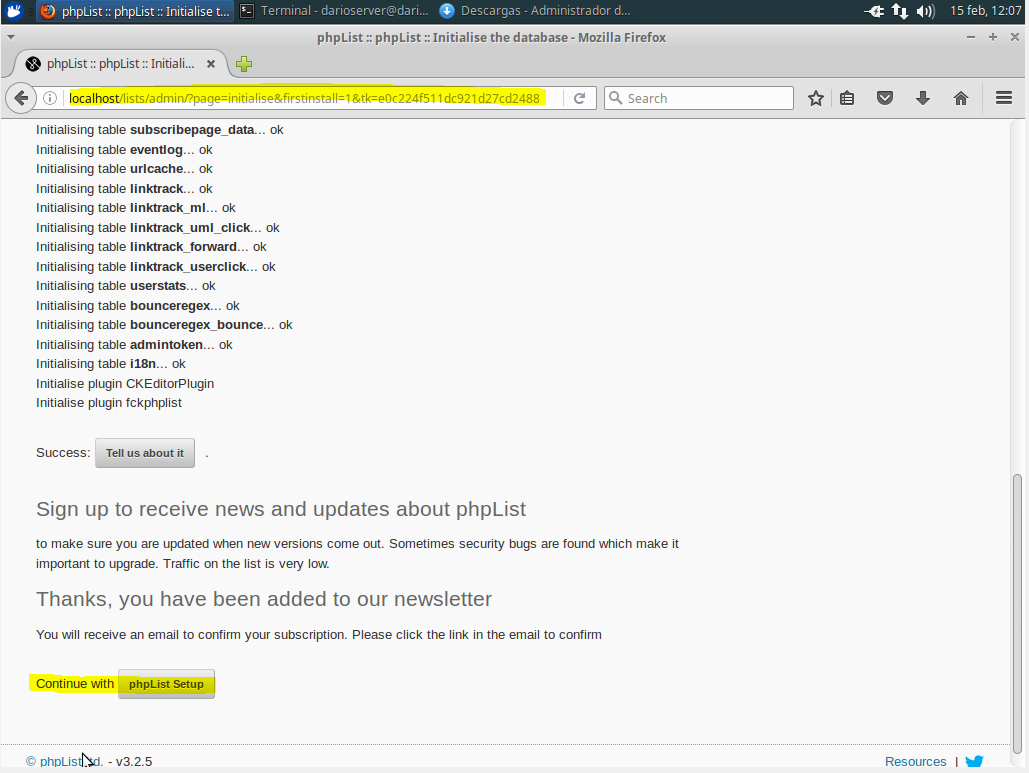 phpList :: phpList :: Initialise t...
Terminal - darioserver@dari...
Descargas - Administrador d...
15 feb, 12:07
phpList :: phpList :: Initialise the database - Mozilla Firefox
phpList :: phpList :: Initiali...
localhost/lists/admin/?page=initialise&firstinstall=1&tk=e0c224f511dc921d27cd2488
Search
Initialising table subscribepage_data... ok
Initialising table eventlog... ok
Initialising table urlcache... ok
Initialising table linktrack... ok
Initialising table linktrack_ml... ok
Initialising table linktrack_uml_click... ok
Initialising table linktrack_forward... ok
Initialising table linktrack_userclick... ok
Initialising table userstats... ok
Initialising table bounceregex... ok
Initialising table bounceregex_bounce... ok
Initialising table admintoken... ok
Initialising table i18n... ok
Initialise plugin CKEditorPlugin
Initialise plugin fckphplist
Success: Tell us about it .
Sign up to receive news and updates about phpList
to make sure you are updated when new versions come out. Sometimes security bugs are found which make it
important to upgrade. Traffic on the list is very low.
Thanks, you have been added to our newsletter
You will receive an email to confirm your subscription. Please click the link in the email to confirm
Continue with phpList Setup
© phpList td. - v3.2.5
Resources |